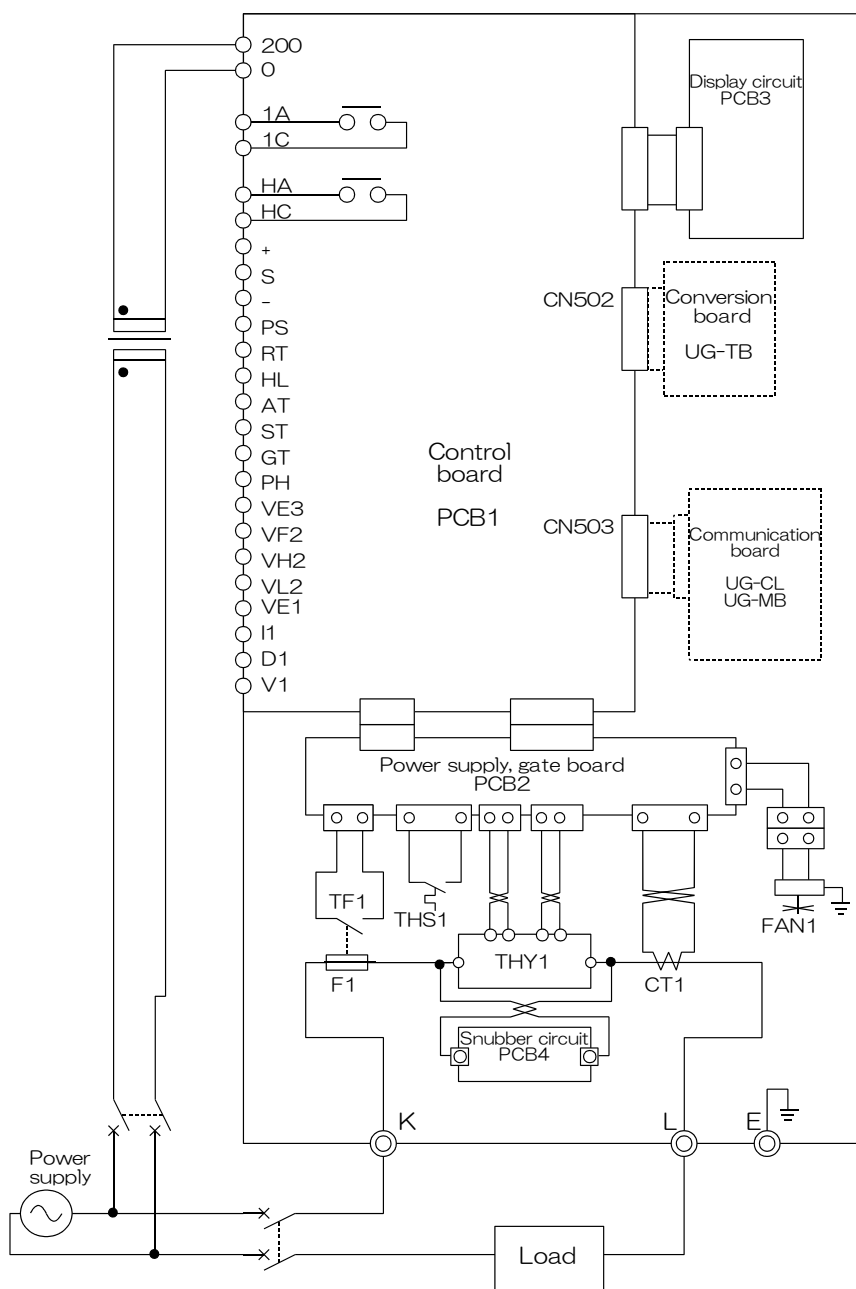 200
0
1A
1C
HA
HC
+
S
-
PS
RT
HL
AT
ST
GT
PH
VE3
VF2
VH2
VL2
VE1
I1
D1
V1
Control
board
PCB1
Display circuit
PCB3
CN502
Conversion
board
UG-TB
CN503
Communication
board
UG-CL
UG-MB
Power supply, gate board
PCB2
TF1
THS1
FAN1
F1
THY1
CT1
Snubber circuit
PCB4
K
L
E
Power
supply
Load